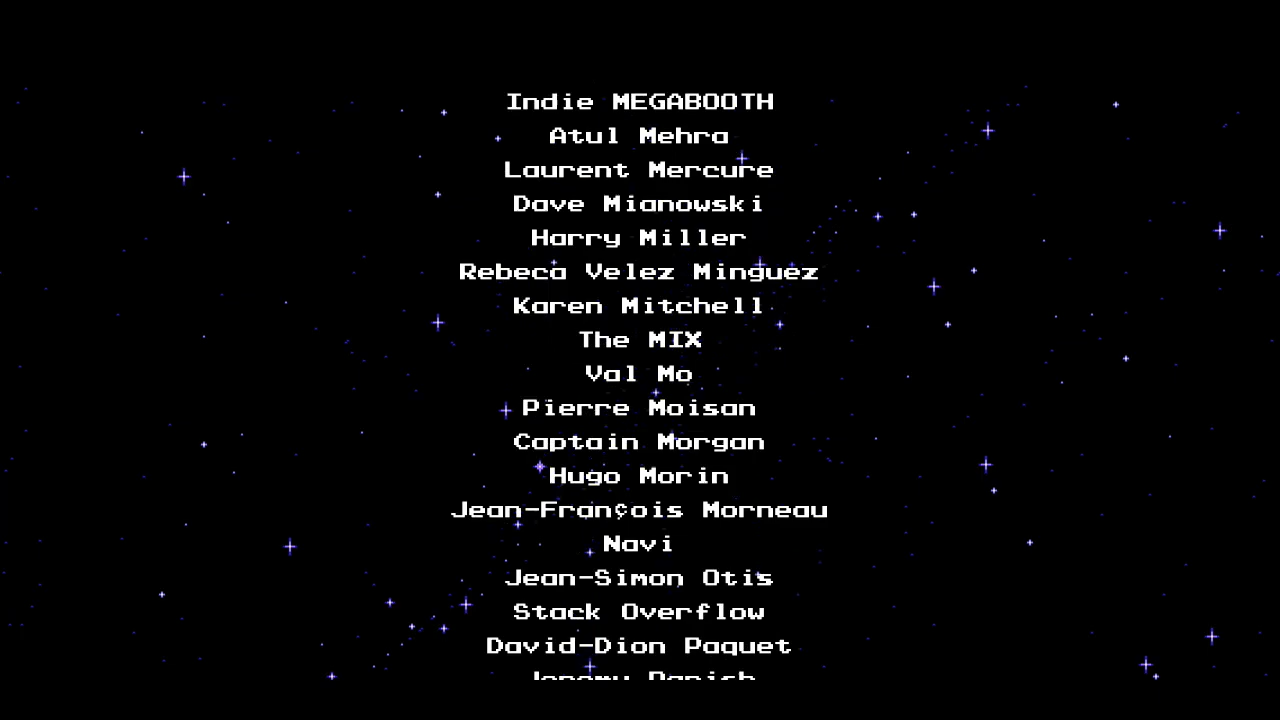 Indie MEGABOOTH
Atul Mehra
Laurent Mercure
Dave Mianowski
Harry Miller
Rebeca Velez Minguez
Karen Mitchell
The MIX
Val Mo
Pierre Moisan
Captain Morgan
Hugo Morin
Jean-François Morneau
Navi
Jean-Simon Otis
Stack Overflow
David-Dion Paquet